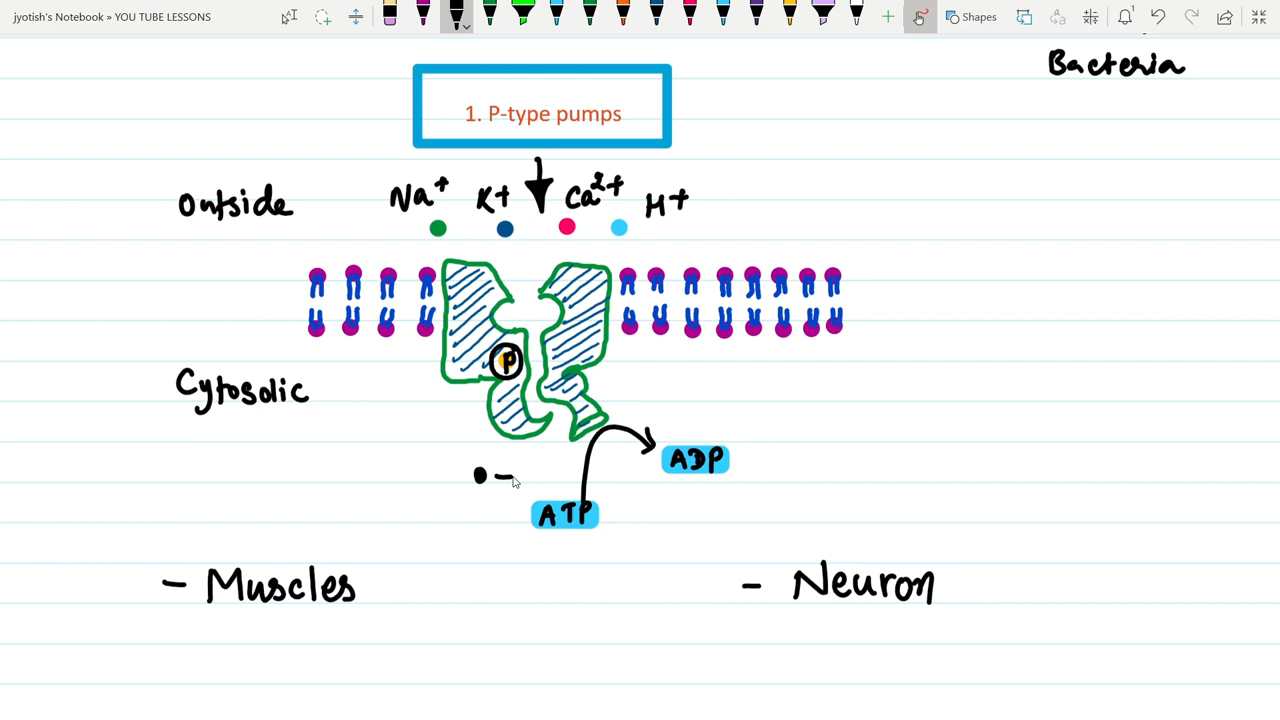 jyotish's Notebook » YOU TUBE LESSONS
Shapes
Bacteria
1. P-type pumps
Outside Na⁺ K+ Ca²⁺ H+
P
Cytosolic
ADP
ATP
- Muscles - Neuron